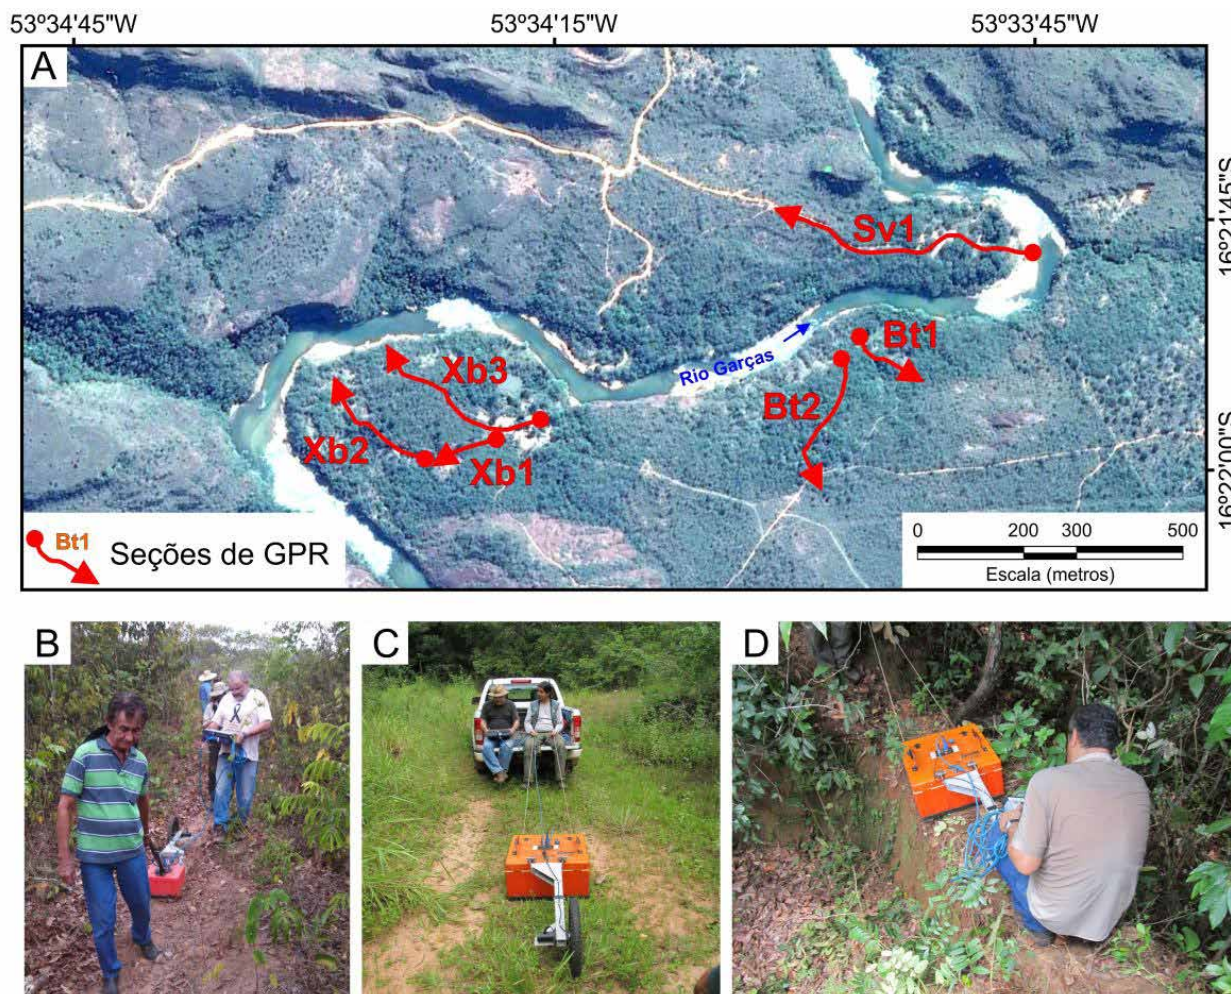 53º34'45"W
53º34'15"W
53º33'45"W
A
16º21'45"S
Sv1
Bt1
Rio Garças
Xb3
Bt2
Xb2
Xb1
16º22'00"S
Bt1
Seções de GPR
0 200 300 500
Escala (metros)
B
C
D